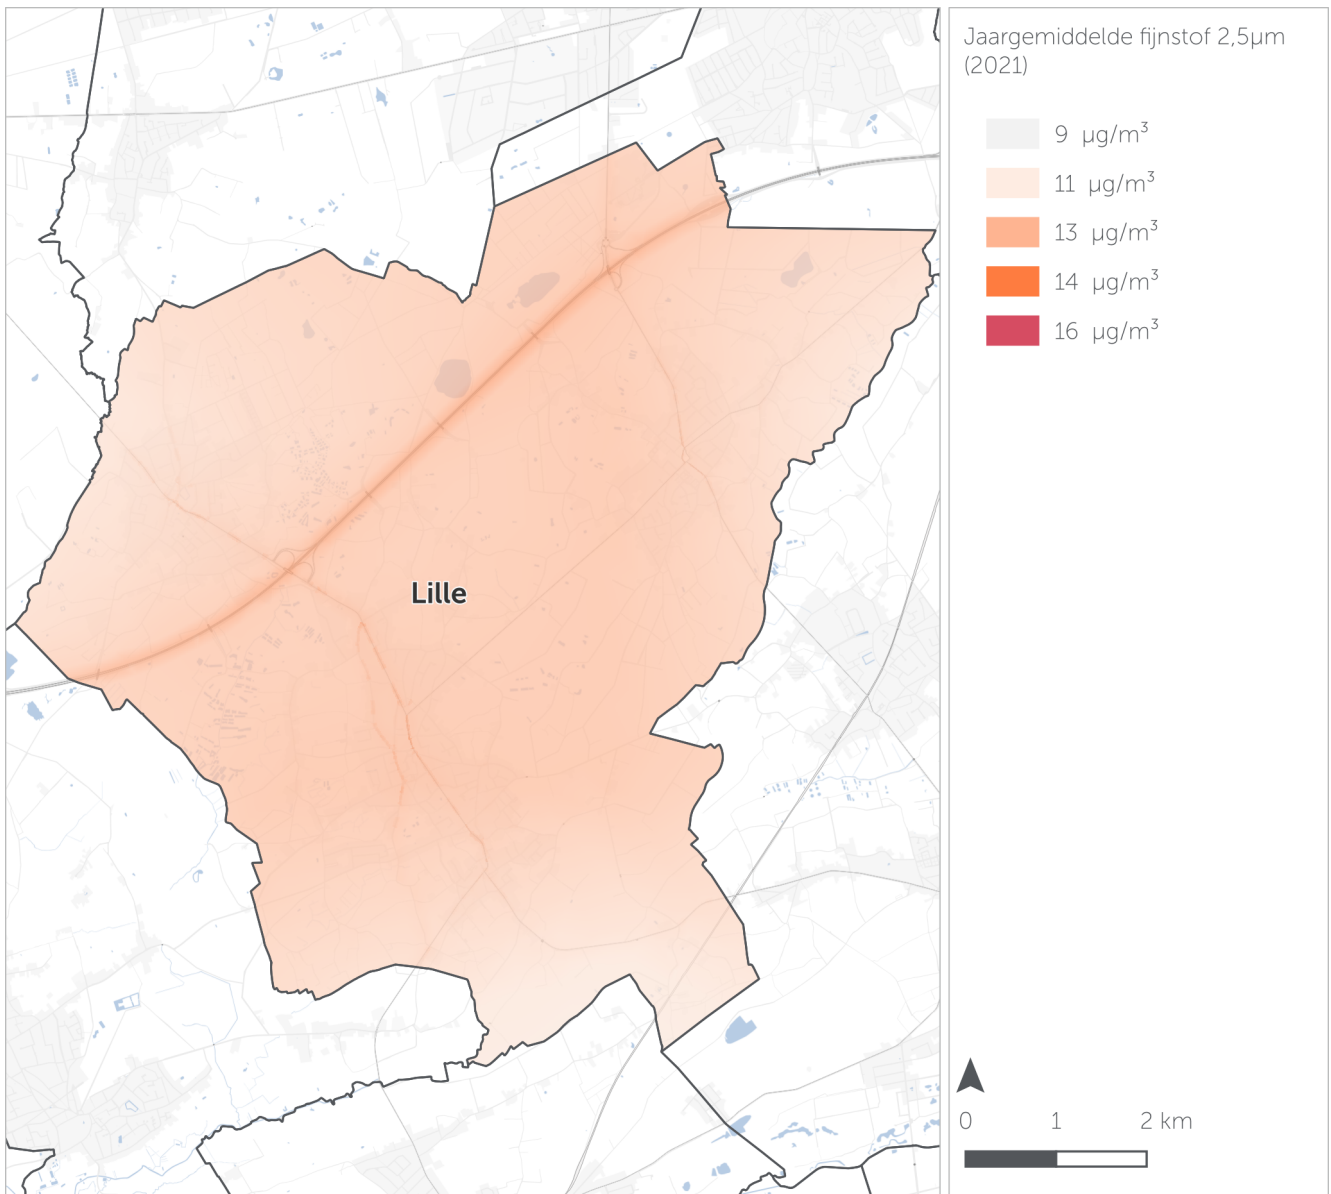 Jaargemiddelde fijnstof 2,5µm
(2021)
9 µg/m³
11 µg/m³
13 µg/m³
14 µg/m³
16 µg/m³
Lille
0 1 2 km